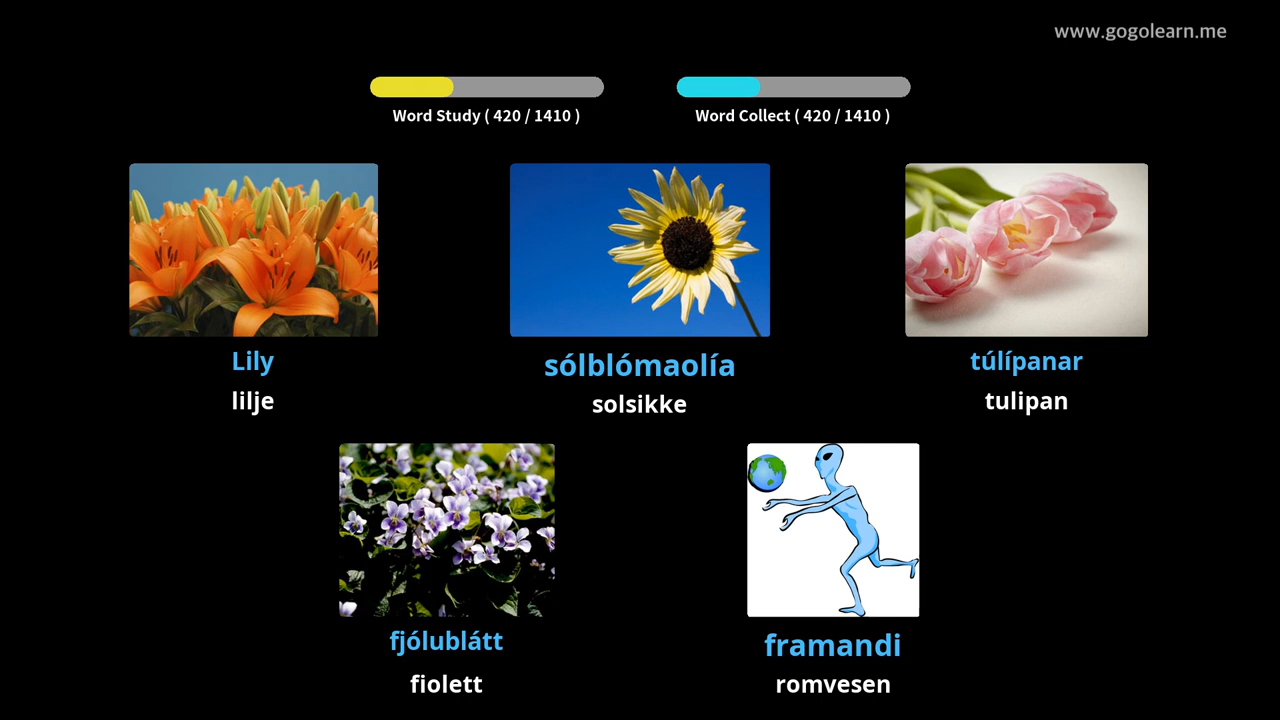 www.gogolearn.me
Word Study ( 420 / 1410 )
Word Collect ( 420 / 1410 )
Lily
lilje
sólblómaolía
solsikke
túlípanar
tulipan
fjólublátt
fiolett
framandi
romvesen